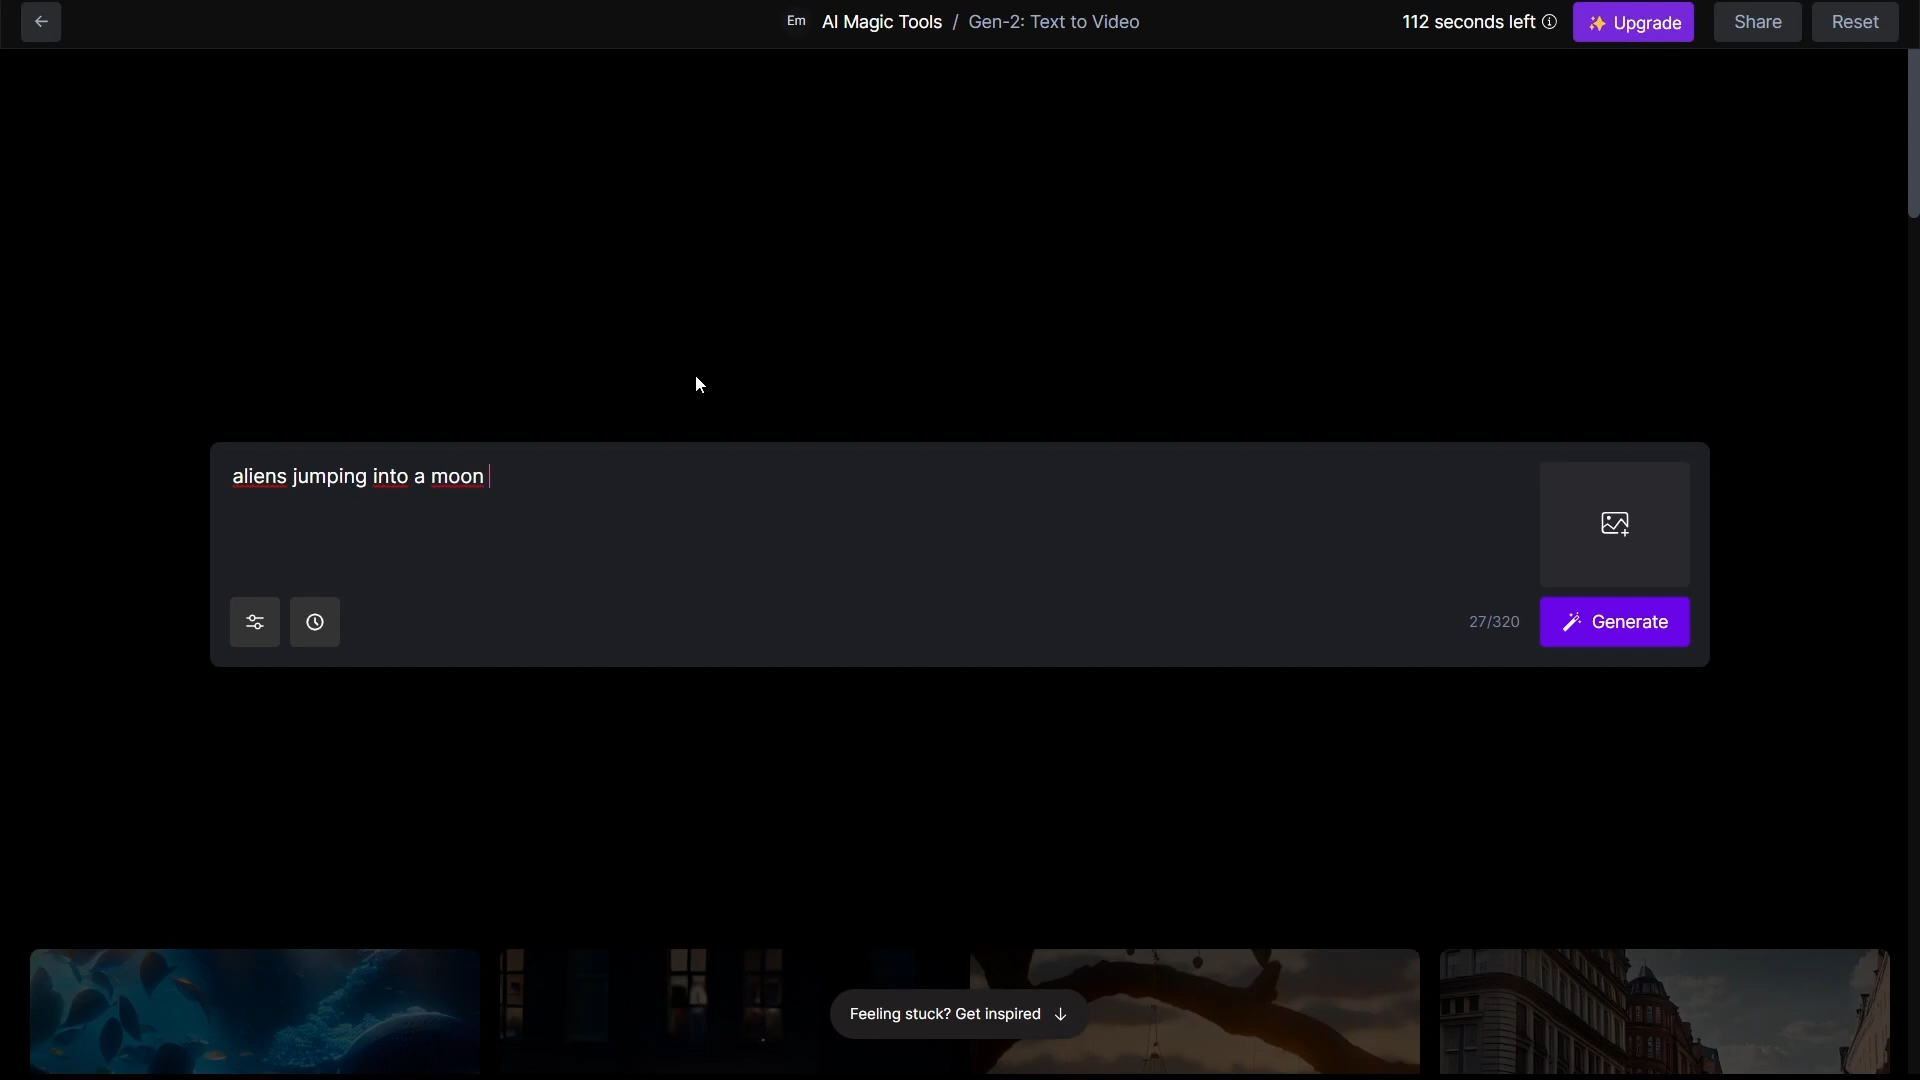 Em AI Magic Tools / Gen-2: Text to Video
112 seconds left Upgrade Share Reset
aliens jumping into a moon
27/320 Generate
Feeling stuck? Get inspired ↓